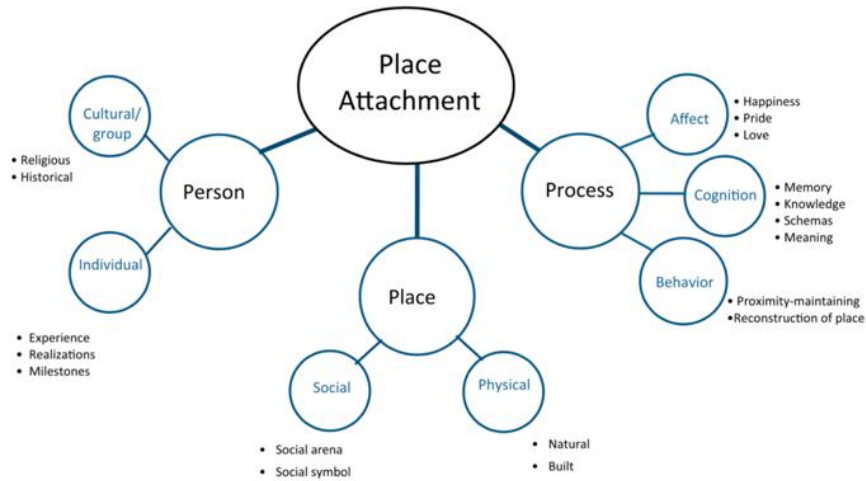 Place
Attachment
Cultural/
group
• Religious
• Historical
Person
Individual
• Experience
• Realizations
• Milestones
Place
Social
• Social arena
• Social symbol
Physical
• Natural
• Built
Process
Affect
• Happiness
• Pride
• Love
Cognition
• Memory
• Knowledge
• Schemas
• Meaning
Behavior
• Proximity-maintaining
•Reconstruction of place